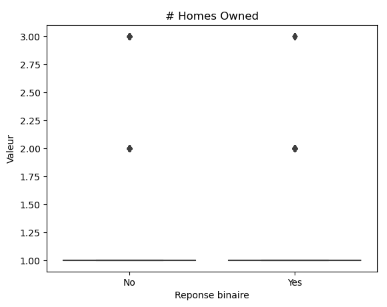 # Homes Owned
3.00
2.75
2.50
2.25
2.00
1.75
1.50
1.25
1.00
Valeur
No
Yes
Reponse binaire